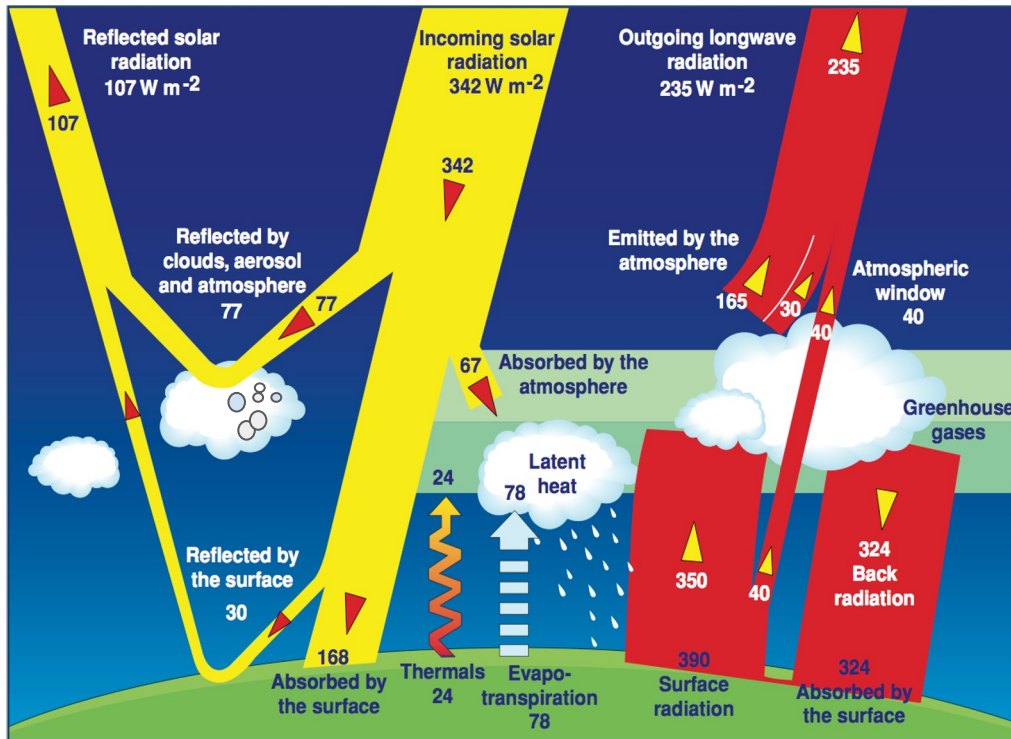 Reflected solar
radiation
107 W m-2
107
Incoming solar
radiation
342 W m-2
342
Outgoing longwave
radiation
235 W m-2
235
Reflected by
clouds, aerosol
and atmosphere
77
77
Emitted by the
atmosphere
165
30
40
Atmospheric
window
40
67
Absorbed by the
atmosphere
Greenhouse
gases
Latent
heat
24
78
350
40
324
Back
radiation
Reflected by
the surface
30
168
Absorbed by
the surface
Thermals
24
Evapo-
transpiration
78
390
Surface
radiation
324
Absorbed by
the surface